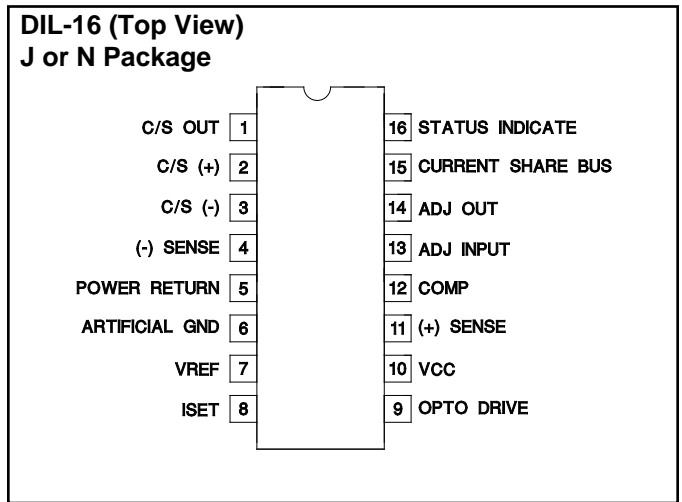 DIL-16 (Top View)
J or N Package
C/S OUT 1
C/S (+) 2
C/S (-) 3
(-) SENSE 4
POWER RETURN 5
ARTIFICIAL GND 6
VREF 7
ISET 8
16 STATUS INDICATE
15 CURRENT SHARE BUS
14 ADJ OUT
13 ADJ INPUT
12 COMP
11 (+) SENSE
10 VCC
9 OPTO DRIVE